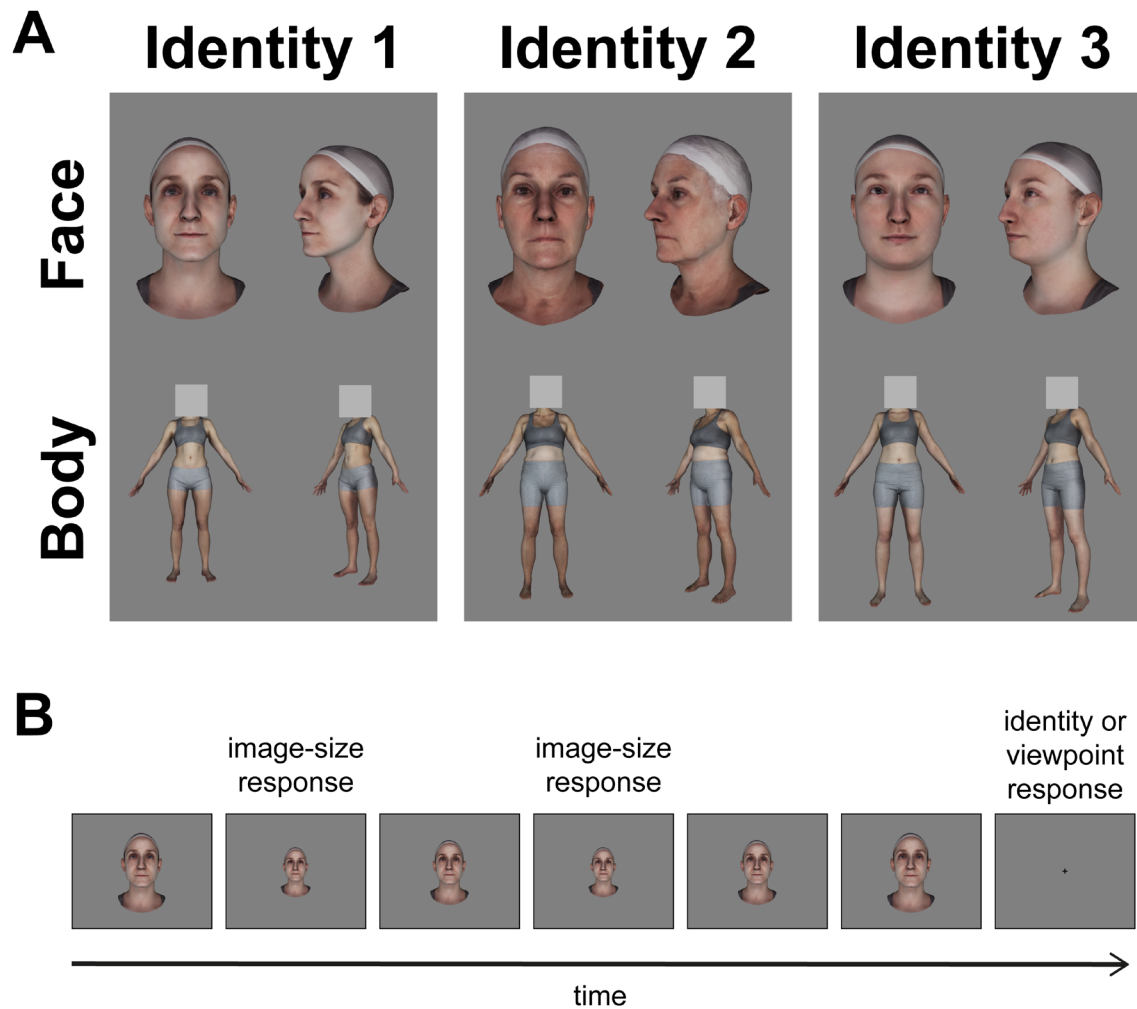 A
Identity 1
Identity 2
Identity 3
Face
Body
B
image-size
response
image-size
response
identity or
viewpoint
response
time